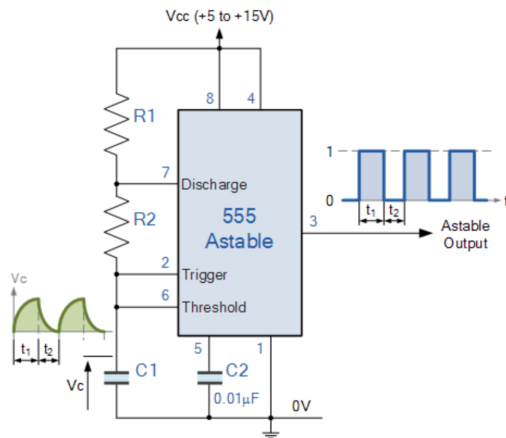 Vcc (+5 to +15V)
8
4
R1
7
Discharge
555
Astable
3
1
0
t
t₁
t₂
Astable
Output
R2
2
Trigger
6
Threshold
Vc
t₁
t₂
Vc
C1
5
C2
0.01µF
1
0V